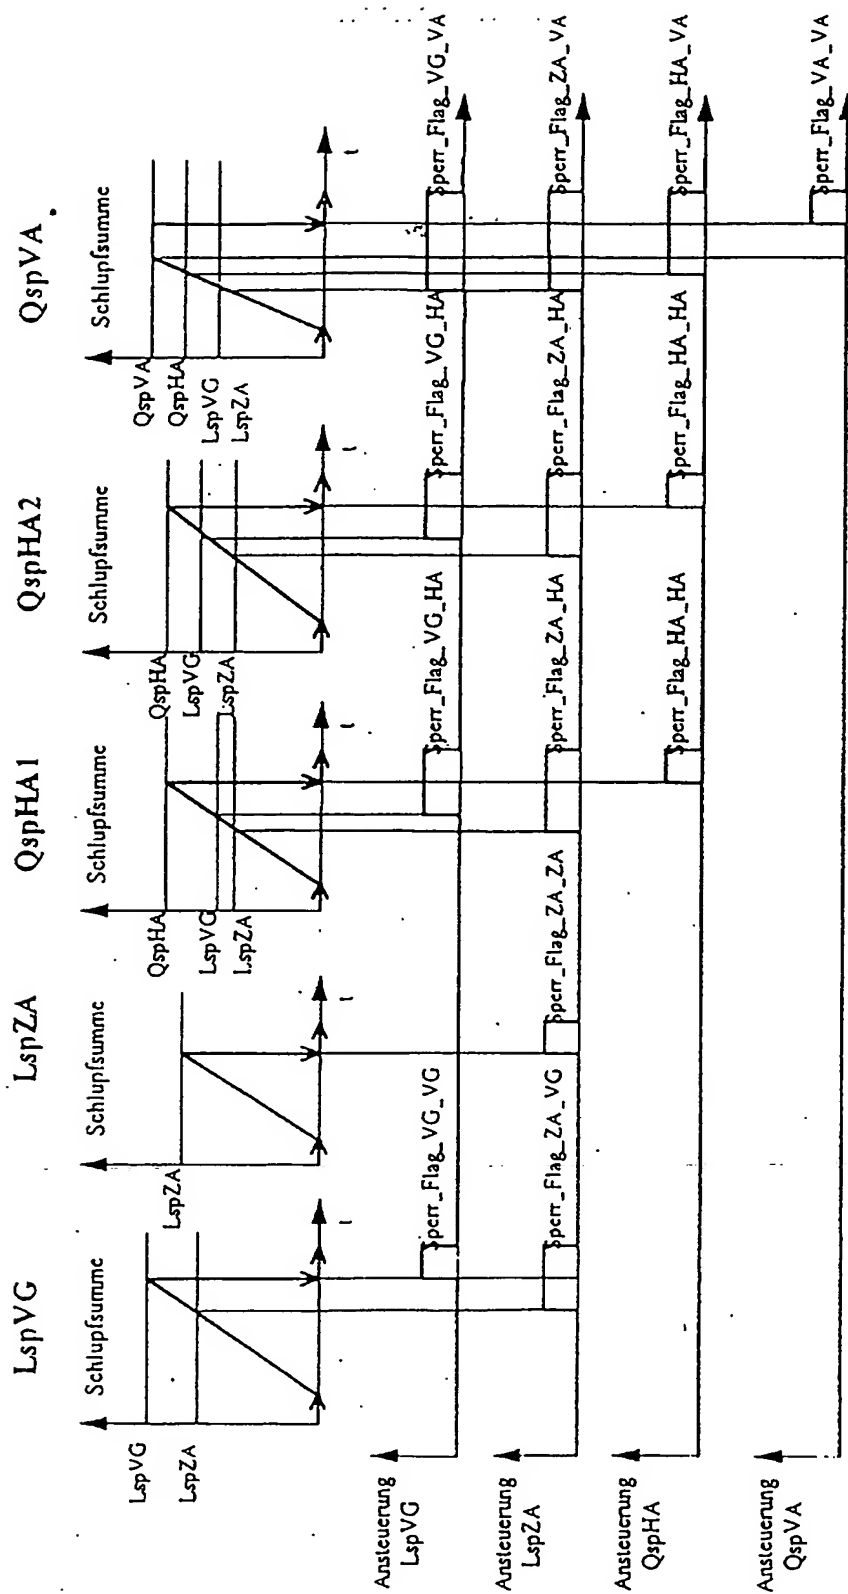 LspVG
LspZA
QspHA1
QspHA2
QspVA
Schlupfsumme
Schlupfsumme
Schlupfsumme
Schlupfsumme
Schlupfsumme
LspVG
LspZA
t
LspZA
t
QspHA
LspVG
LspZA
t
QspHA
LspVG
LspZA
t
QspVA
QspHA
LspVG
LspZA
t
Ansteuerung
LspVG
Sperr_Flag_VG_VG
Sperr_Flag_VG_HA
Sperr_Flag_VG_HA
Sperr_Flag_VG_VA
Ansteuerung
LspZA
Sperr_Flag_ZA_VG
Sperr_Flag_ZA_ZA
Sperr_Flag_ZA_HA
Sperr_Flag_ZA_HA
Sperr_Flag_ZA_VA
Ansteuerung
QspHA
Sperr_Flag_HA_HA
Sperr_Flag_HA_HA
Sperr_Flag_HA_VA
Ansteuerung
QspVA
Sperr_Flag_VA_VA